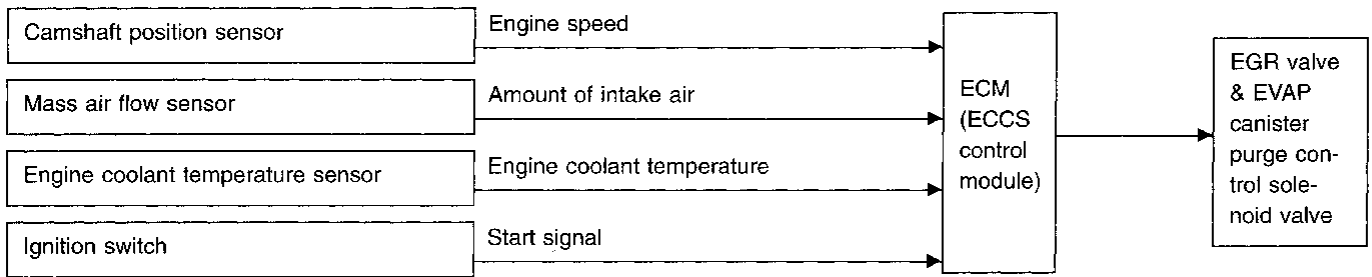 Camshaft position sensor
Engine speed
Mass air flow sensor
Amount of intake air
Engine coolant temperature sensor
Engine coolant temperature
Ignition switch
Start signal
ECM
(ECCS
control
module)
EGR valve
& EVAP
canister
purge con-
trol sole-
noid valve